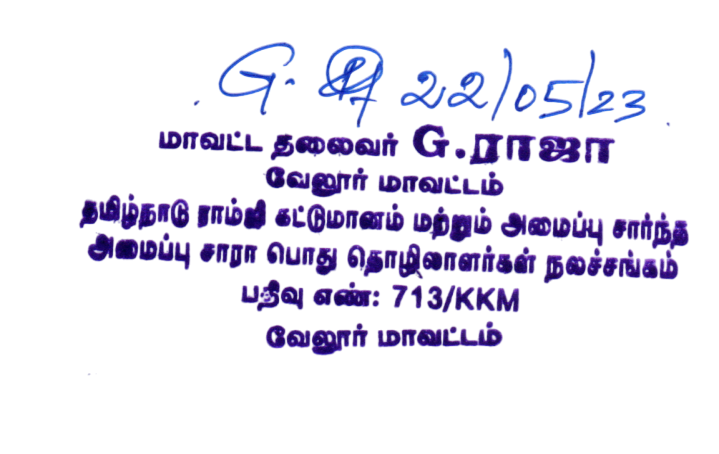 G. 22/05/23
மாவட்ட தலைவர் G.ராஜா
வேலூர் மாவட்டம்
தமிழ்நாடு ராம்ஜி கட்டுமானம் மற்றும் அமைப்பு சார்ந்த
அமைப்பு சாரா பொது தொழிலாளர்கள் நலச்சங்கம்
பதிவு எண்: 713/KKM
வேலூர் மாவட்டம்